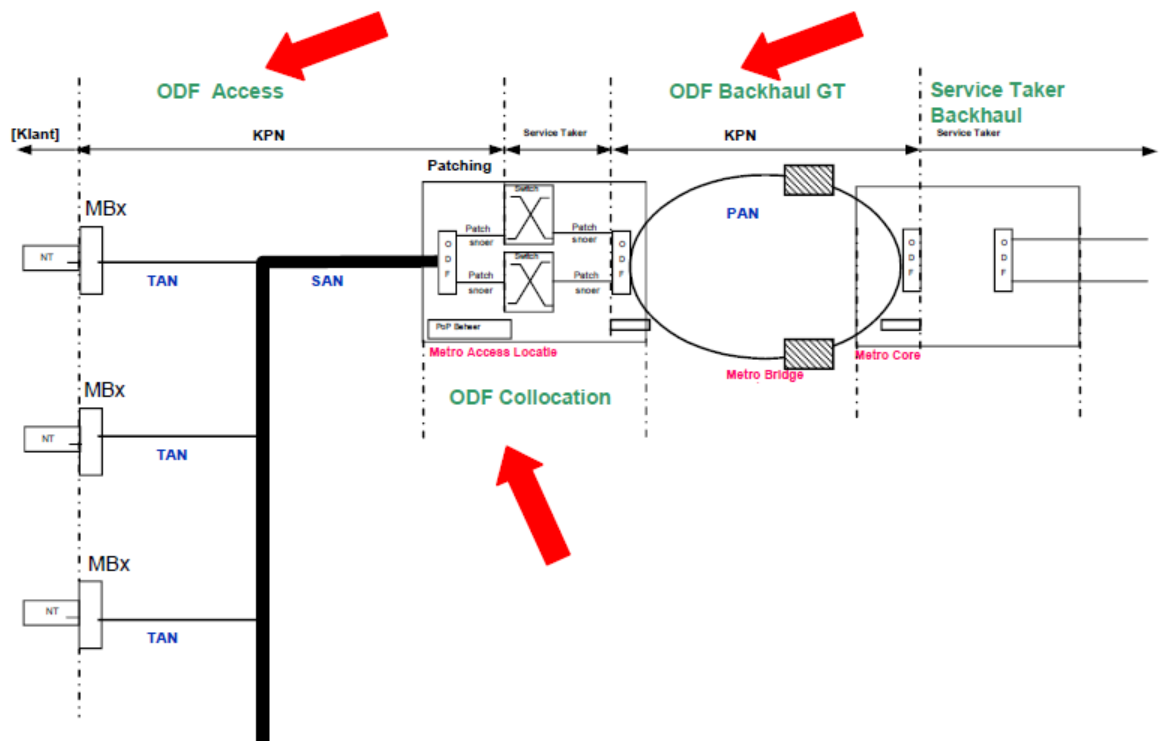 ODF Access
ODF Backhaul GT
Service Taker
Backhaul
[Klant]
KPN
Service Taker
KPN
Service Taker
Patching
MBx
Switch
PAN
NT
ODF
Patch
snoer
Patch
snoer
ODF
ODF
ODF
TAN
SAN
Switch
Patch
snoer
Patch
snoer
PoP Beheer
Metro Access Locatie
Metro Core
Metro Bridge
MBx
ODF Collocation
NT
TAN
MBx
NT
TAN